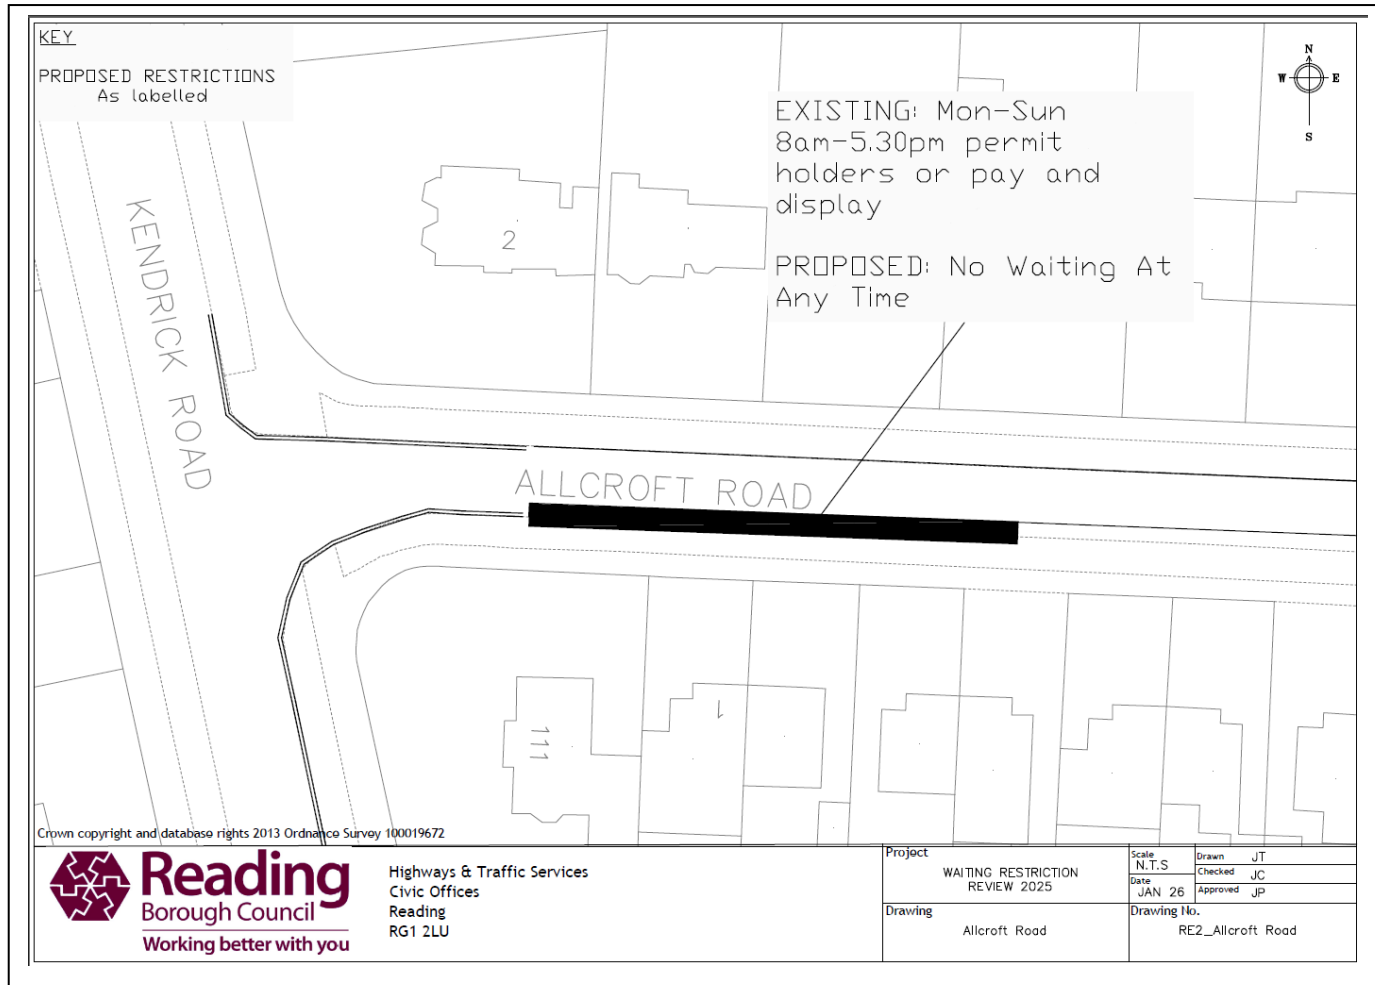 KEY
PROPOSED RESTRICTIONS
As labelled
N
W
E
S
EXISTING: Mon-Sun
8am-5.30pm permit
holders or pay and
display
PROPOSED: No Waiting At
Any Time
2
KENDRICK ROAD
ALLCROFT ROAD
111
1
Crown copyright and database rights 2013 Ordnance Survey 100019672
Reading
Borough Council
Working better with you
Highways & Traffic Services
Civic Offices
Reading
RG1 2LU
Project
WAITING RESTRICTION
REVIEW 2025
Drawing
Allcroft Road
Scale
N.T.S
Date
JAN 26
Drawn JT
Checked JC
Approved JP
Drawing No.
RE2_Allcroft Road